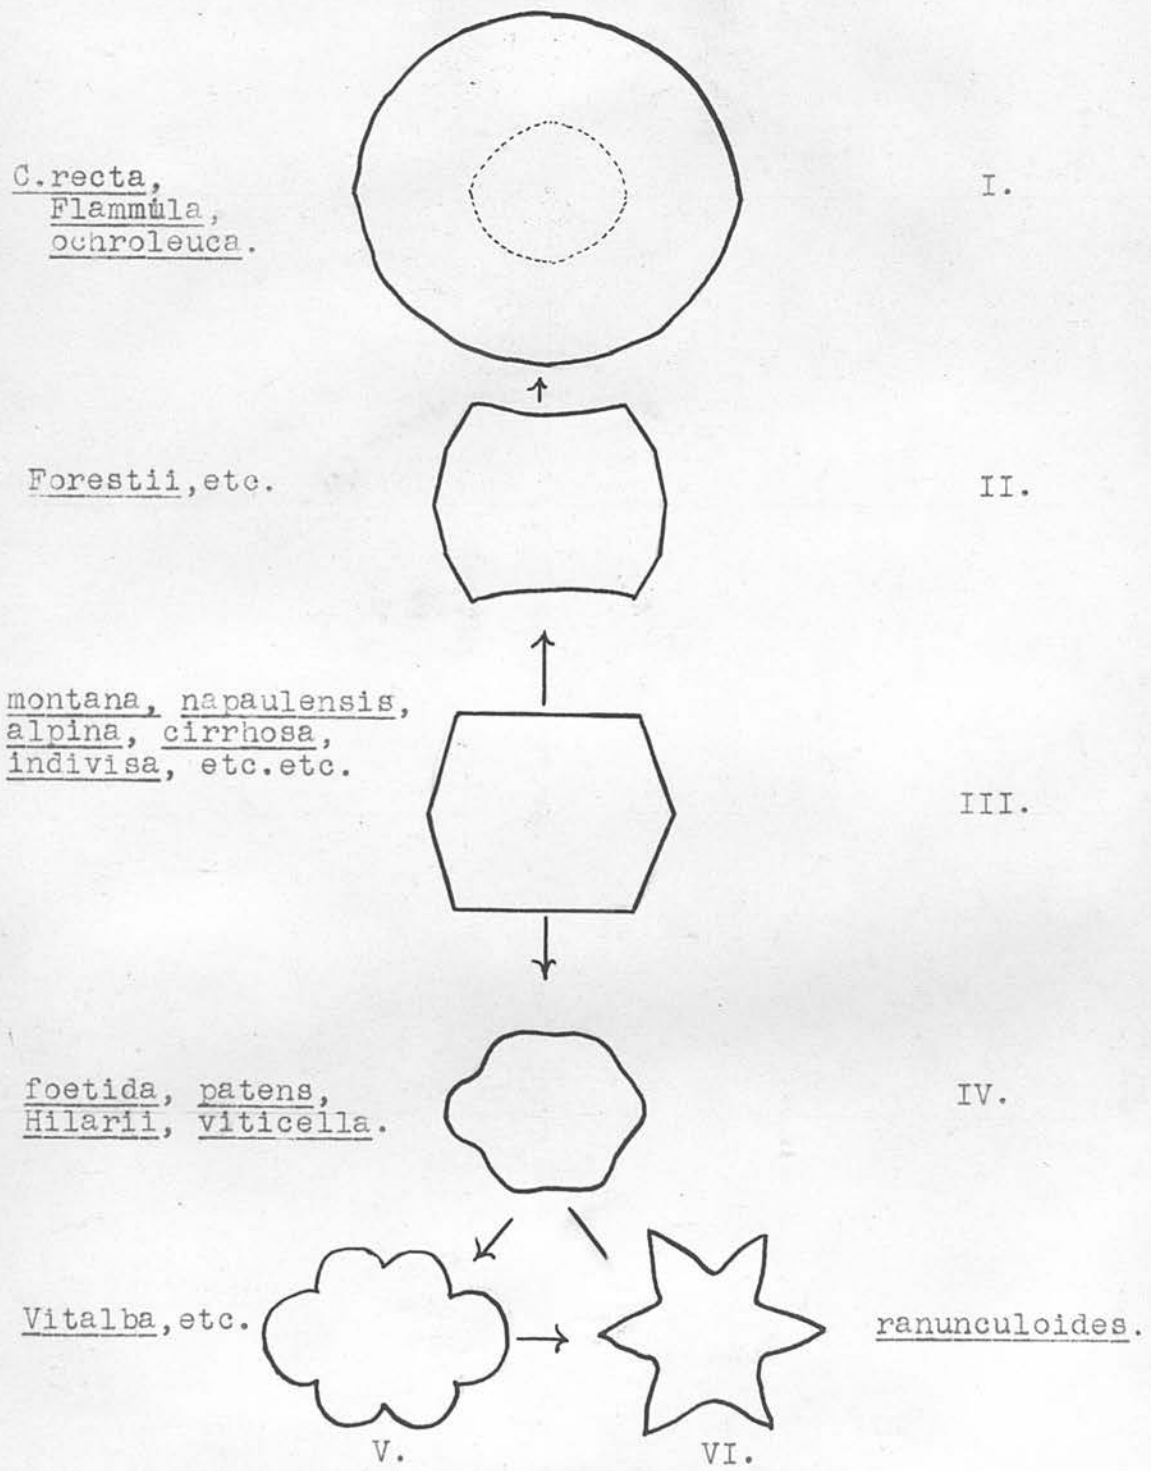 C.recta,
Flammula,
ochroleuca.
I.
Forestii,etc.
II.
montana, napaulensis,
alpina, cirrhosa,
indivisa, etc.etc.
III.
foetida, patens,
Hilarii, viticella.
IV.
Vitalba,etc.
ranunculoides.
V.
VI.